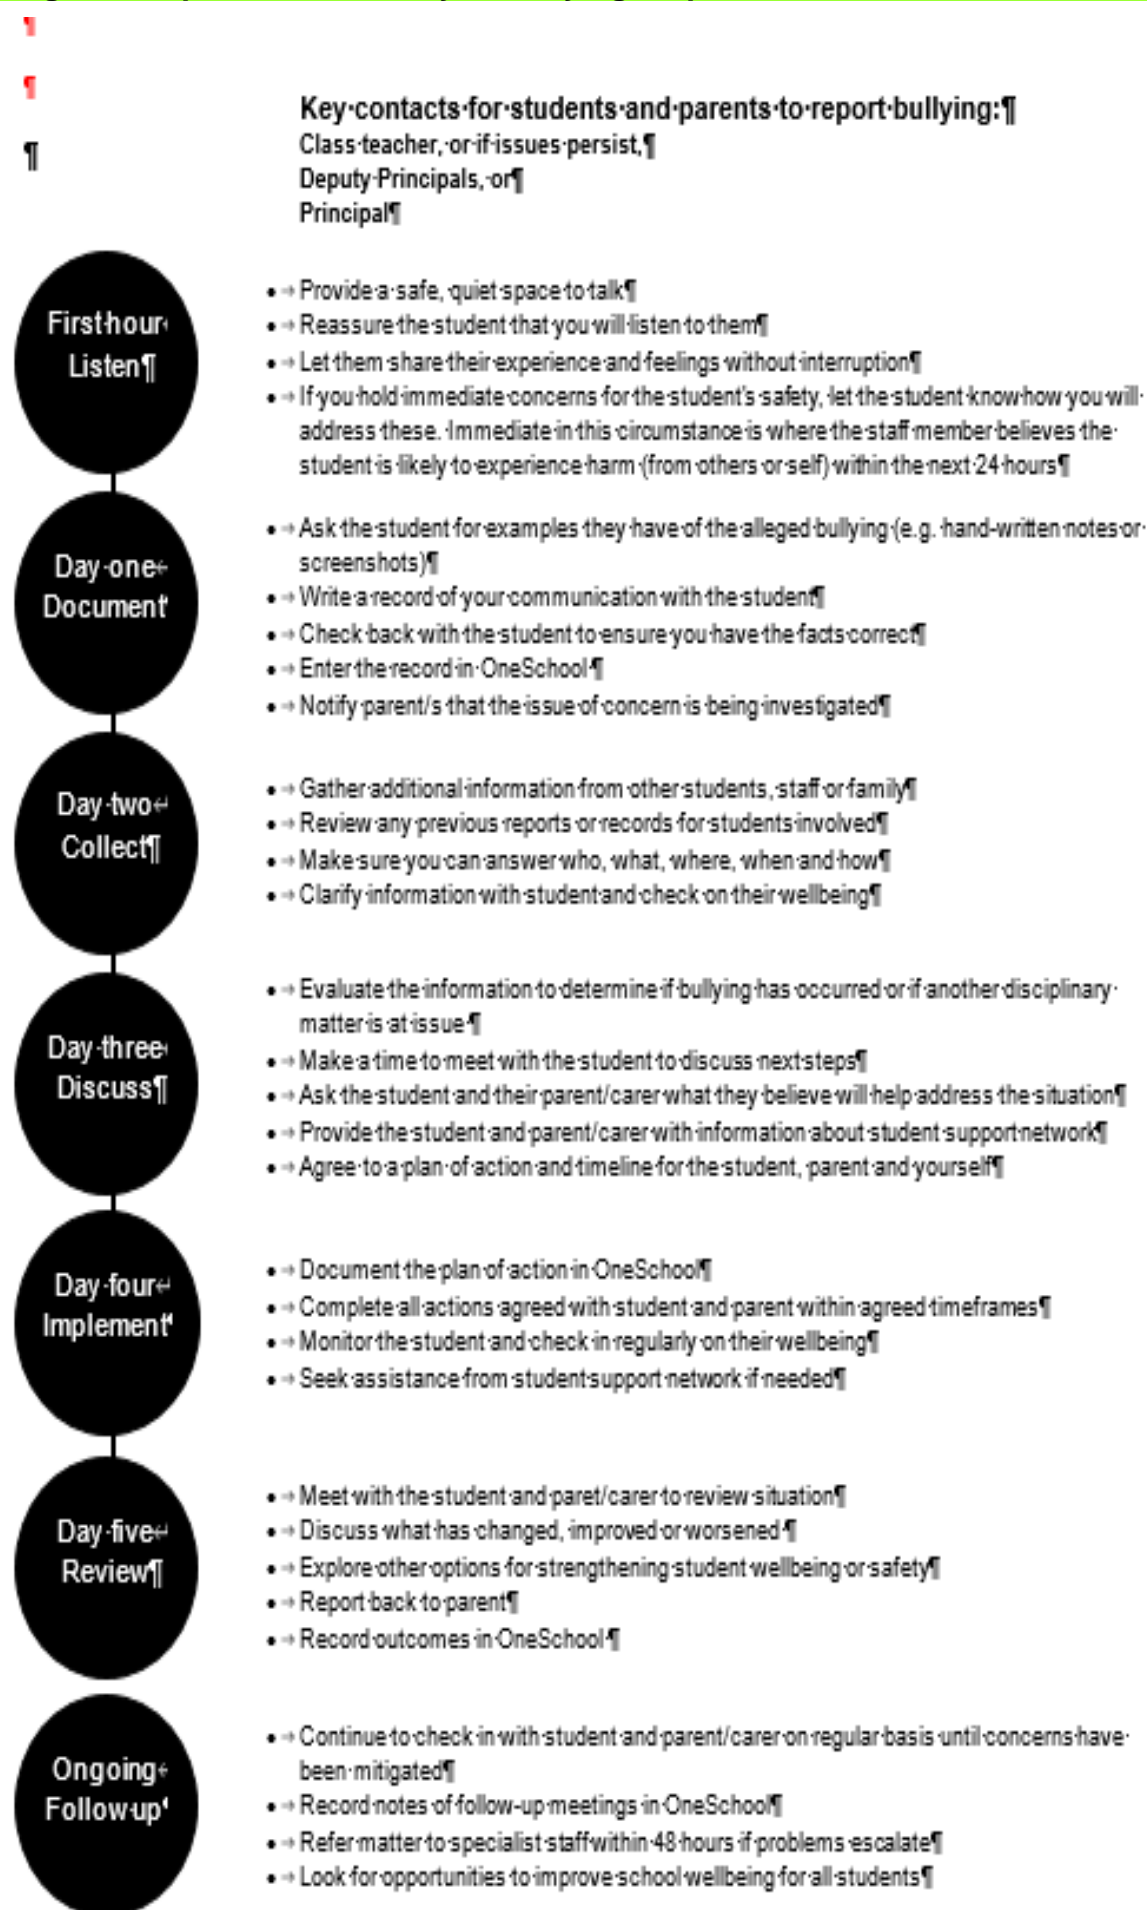 Key contacts for students and parents to report bullying:¶
Class teacher, or if issues persist,¶
Deputy Principals, or¶
Principal¶
First hour
Listen¶
• → Provide a safe, quiet space to talk¶
• → Reassure the student that you will listen to them¶
• → Let them share their experience and feelings without interruption¶
• → If you hold immediate concerns for the student's safety, let the student know how you will
address these. Immediate in this circumstance is where the staff member believes the
student is likely to experience harm (from others or self) within the next 24 hours¶
Day one
Document
• → Ask the student for examples they have of the alleged bullying (e.g. hand-written notes or
screenshots)¶
• → Write a record of your communication with the student¶
• → Check back with the student to ensure you have the facts correct¶
• → Enter the record in OneSchool ¶
• → Notify parent/s that the issue of concern is being investigated¶
Day two
Collect¶
• → Gather additional information from other students, staff or family¶
• → Review any previous reports or records for students involved¶
• → Make sure you can answer who, what, where, when and how¶
• → Clarify information with student and check on their wellbeing¶
Day three
Discuss¶
• → Evaluate the information to determine if bullying has occurred or if another disciplinary
matter is at issue ¶
• → Make a time to meet with the student to discuss next steps¶
• → Ask the student and their parent/carer what they believe will help address the situation¶
• → Provide the student and parent/carer with information about student support network¶
• → Agree to a plan of action and timeline for the student, parent and yourself¶
Day four
Implement
• → Document the plan of action in OneSchool¶
• → Complete all actions agreed with student and parent within agreed timeframes¶
• → Monitor the student and check in regularly on their wellbeing¶
• → Seek assistance from student support network if needed¶
Day five
Review¶
• → Meet with the student and paret/carer to review situation¶
• → Discuss what has changed, improved or worsened ¶
• → Explore other options for strengthening student wellbeing or safety¶
• → Report back to parent¶
• → Record outcomes in OneSchool ¶
Ongoing
Follow up
• → Continue to check in with student and parent/carer on regular basis until concerns have
been mitigated¶
• → Record notes of follow-up meetings in OneSchool¶
• → Refer matter to specialist staff within 48 hours if problems escalate¶
• → Look for opportunities to improve school wellbeing for all students¶